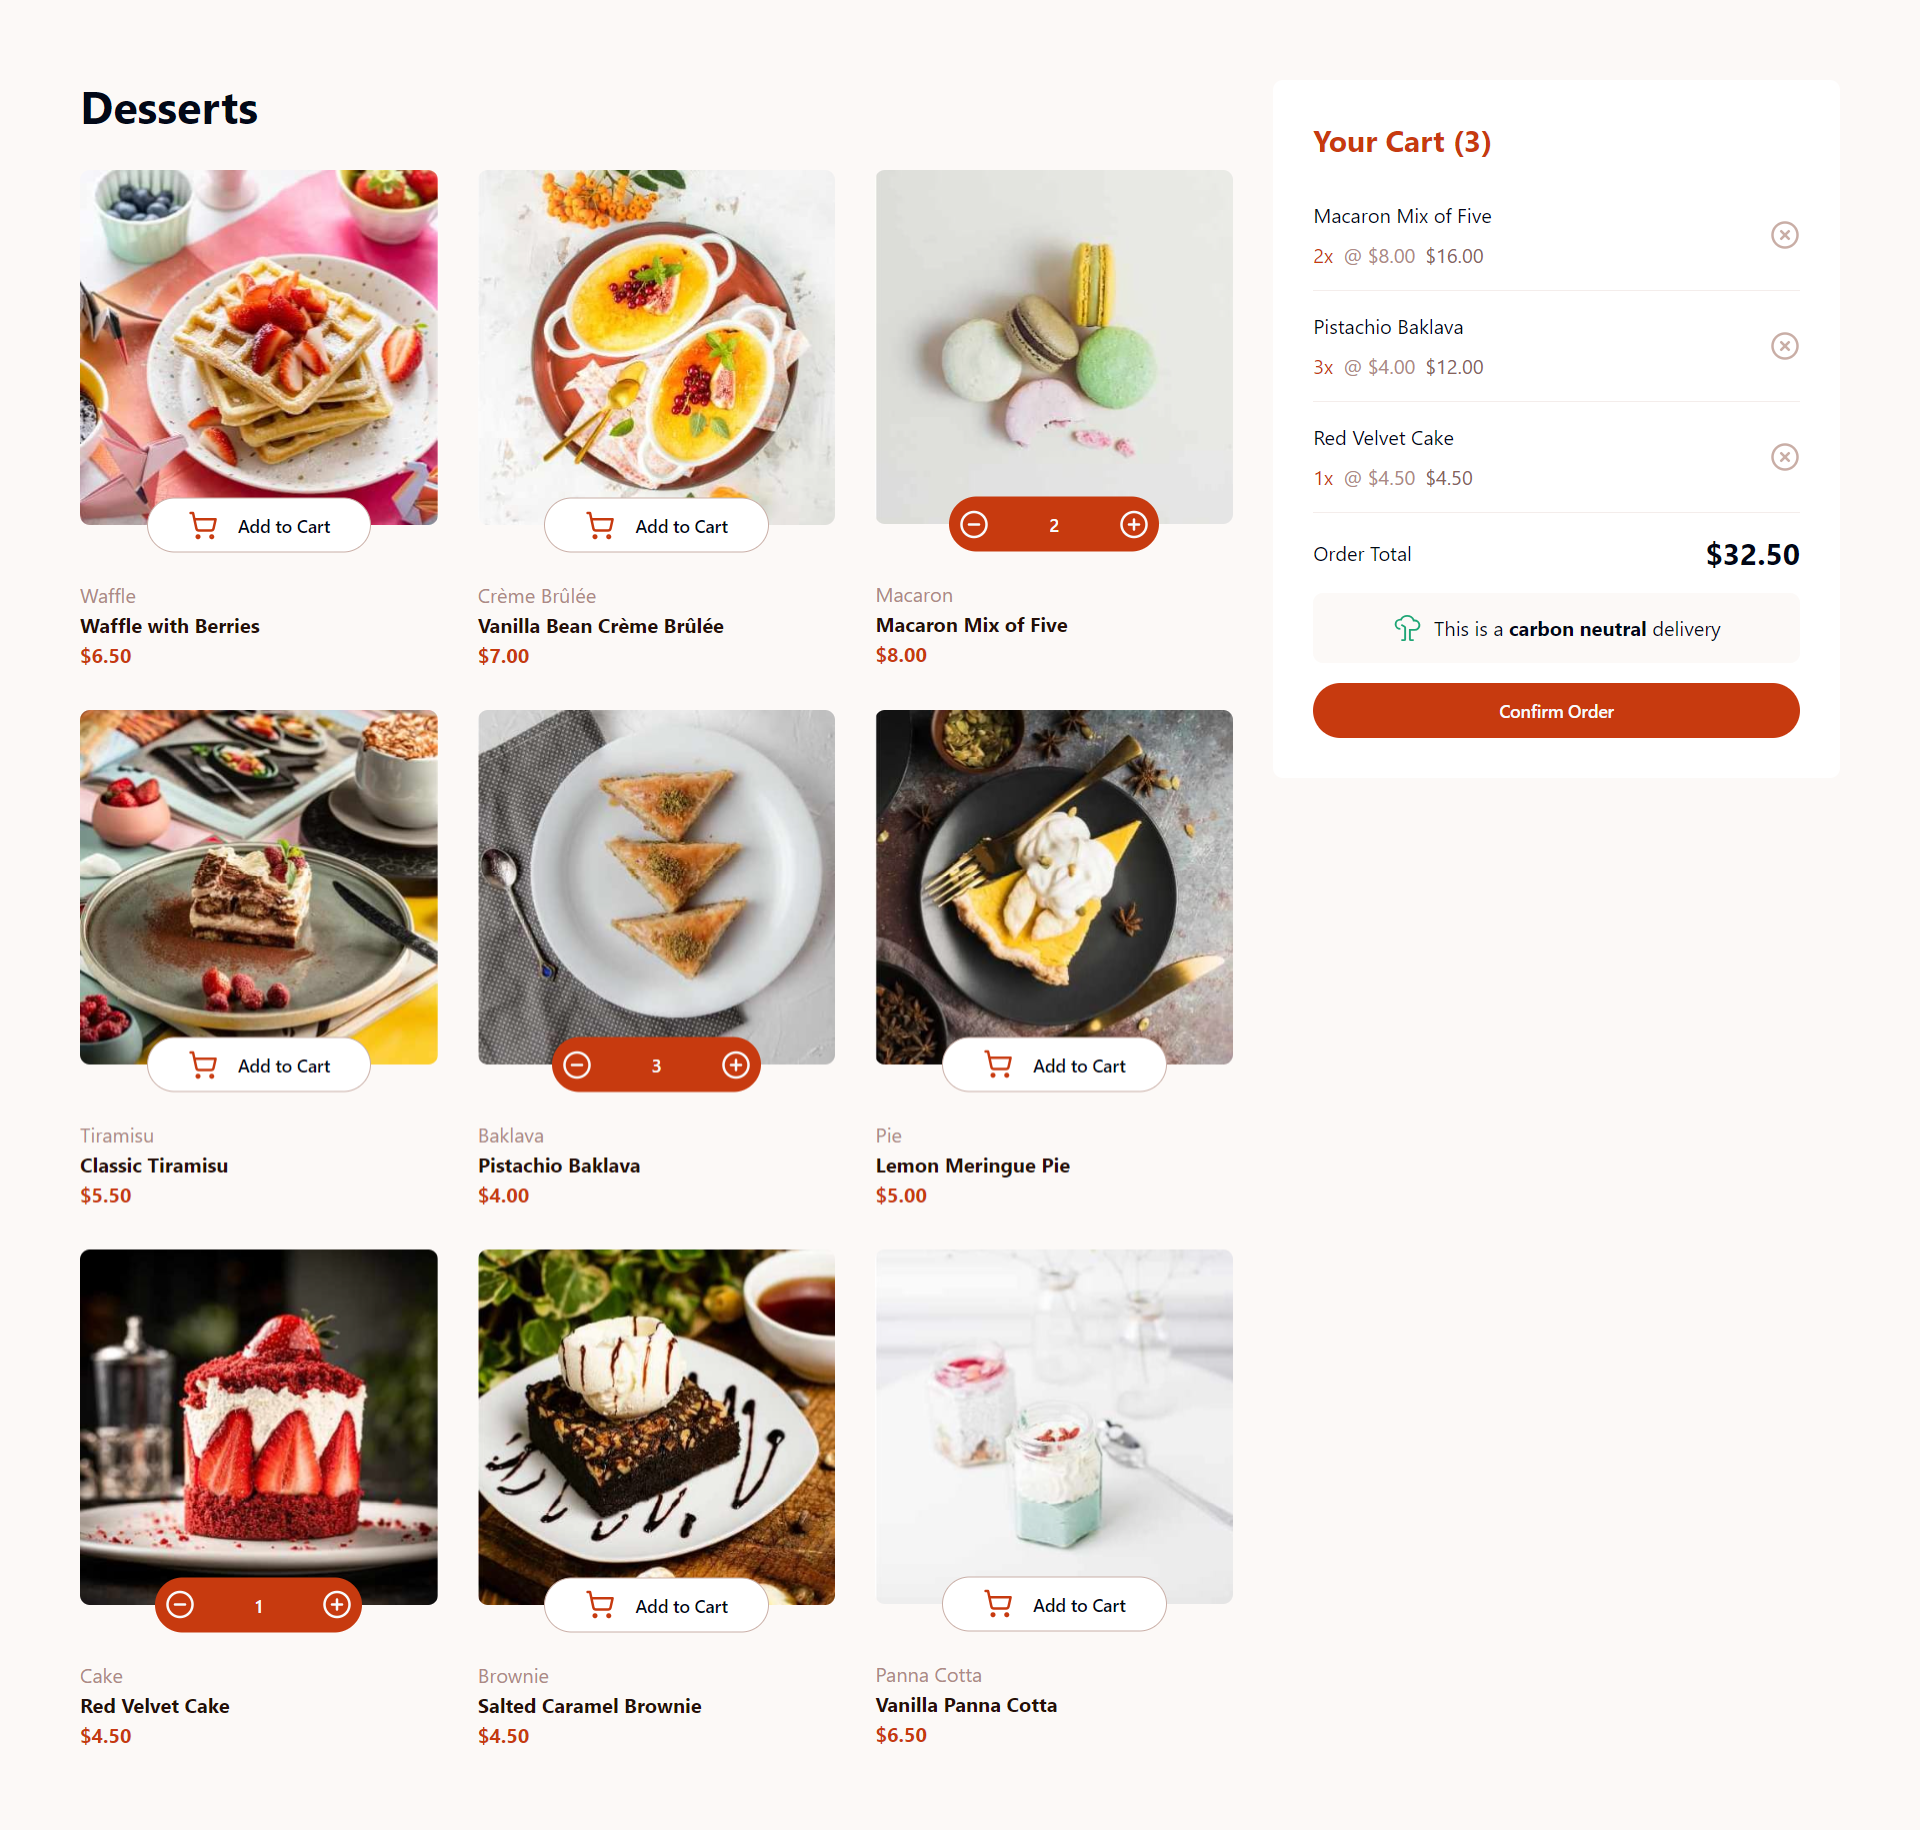 Desserts
Add to Cart
Waffle
Waffle with Berries
$6.50
Add to Cart
Crème Brûlée
Vanilla Bean Crème Brûlée
$7.00
2
Macaron
Macaron Mix of Five
$8.00
Add to Cart
Tiramisu
Classic Tiramisu
$5.50
3
Baklava
Pistachio Baklava
$4.00
Add to Cart
Pie
Lemon Meringue Pie
$5.00
1
Cake
Red Velvet Cake
$4.50
Add to Cart
Brownie
Salted Caramel Brownie
$4.50
Add to Cart
Panna Cotta
Vanilla Panna Cotta
$6.50
Your Cart (3)
Macaron Mix of Five
2x @ $8.00 $16.00
Pistachio Baklava
3x @ $4.00 $12.00
Red Velvet Cake
1x @ $4.50 $4.50
Order Total $32.50
This is a carbon neutral delivery
Confirm Order